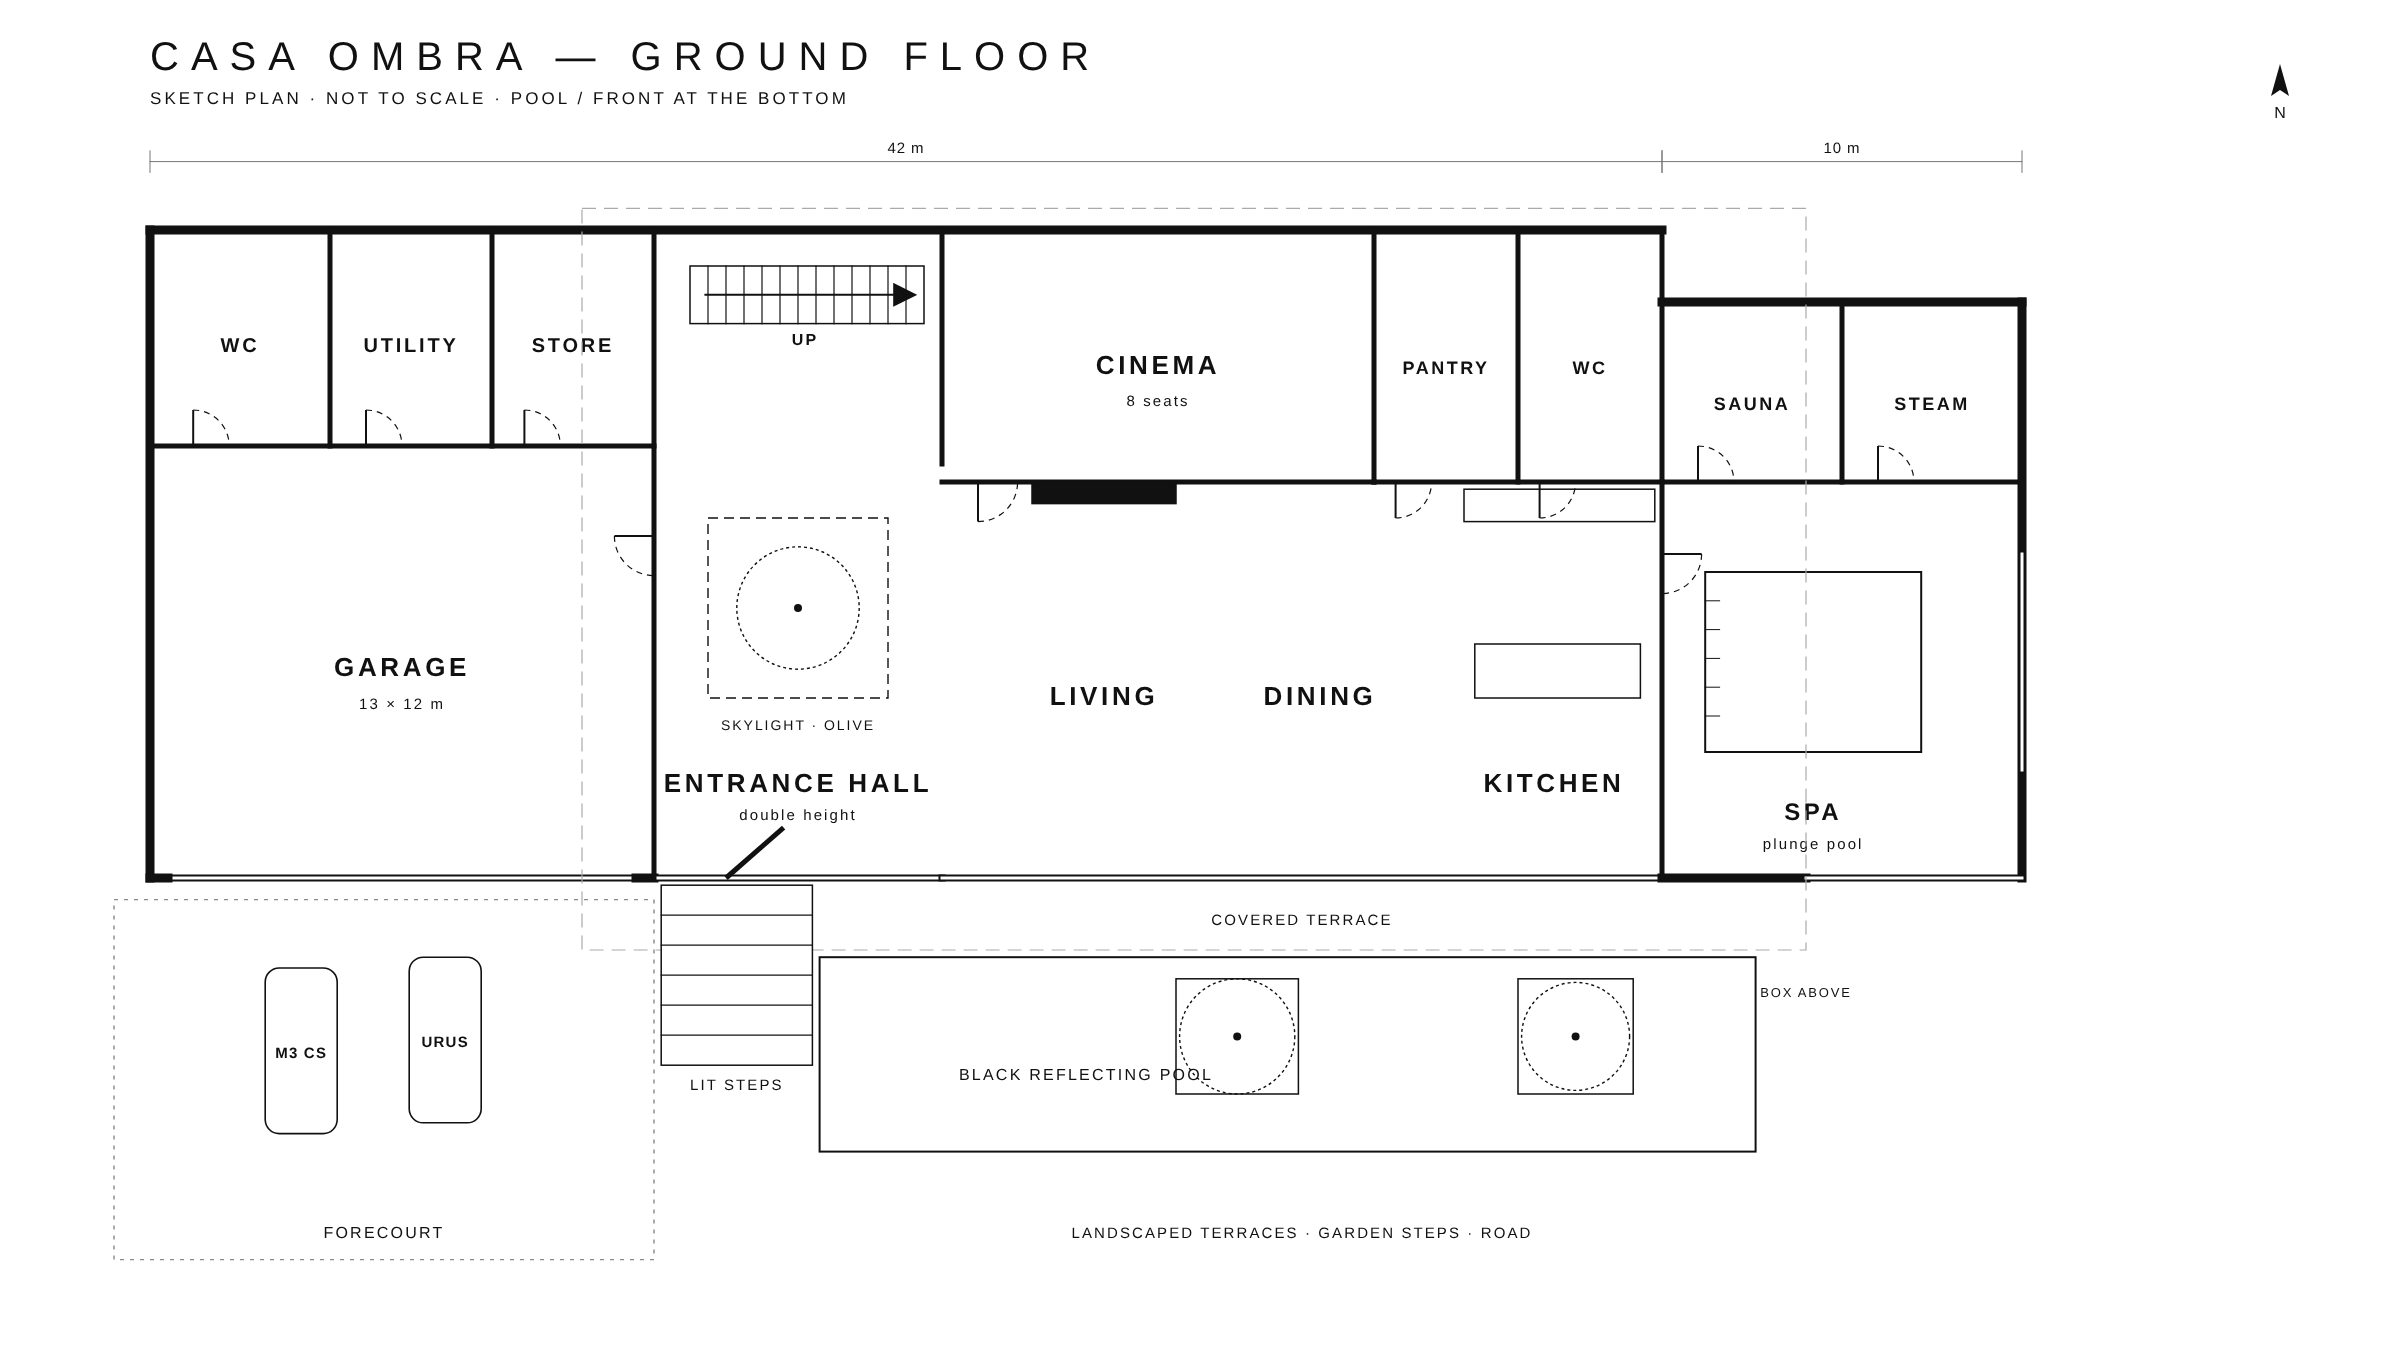 CASA OMBRA — GROUND FLOOR
SKETCH PLAN · NOT TO SCALE · POOL / FRONT AT THE BOTTOM
N
42 m
10 m
WC
UTILITY
STORE
UP
CINEMA
8 seats
PANTRY
WC
SAUNA
STEAM
GARAGE
13 × 12 m
SKYLIGHT · OLIVE
LIVING
DINING
ENTRANCE HALL
double height
KITCHEN
SPA
plunge pool
COVERED TERRACE
BOX ABOVE
M3 CS
URUS
LIT STEPS
BLACK REFLECTING POOL
FORECOURT
LANDSCAPED TERRACES · GARDEN STEPS · ROAD